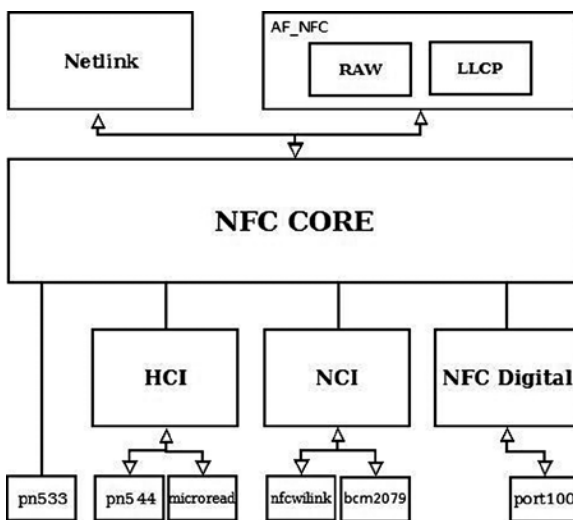 AF_NFC
Netlink
RAW
LLCP
NFC CORE
HCI
NCI
NFC Digital
pn533
pn544
microread
nfcwilink
bcm2079
port100